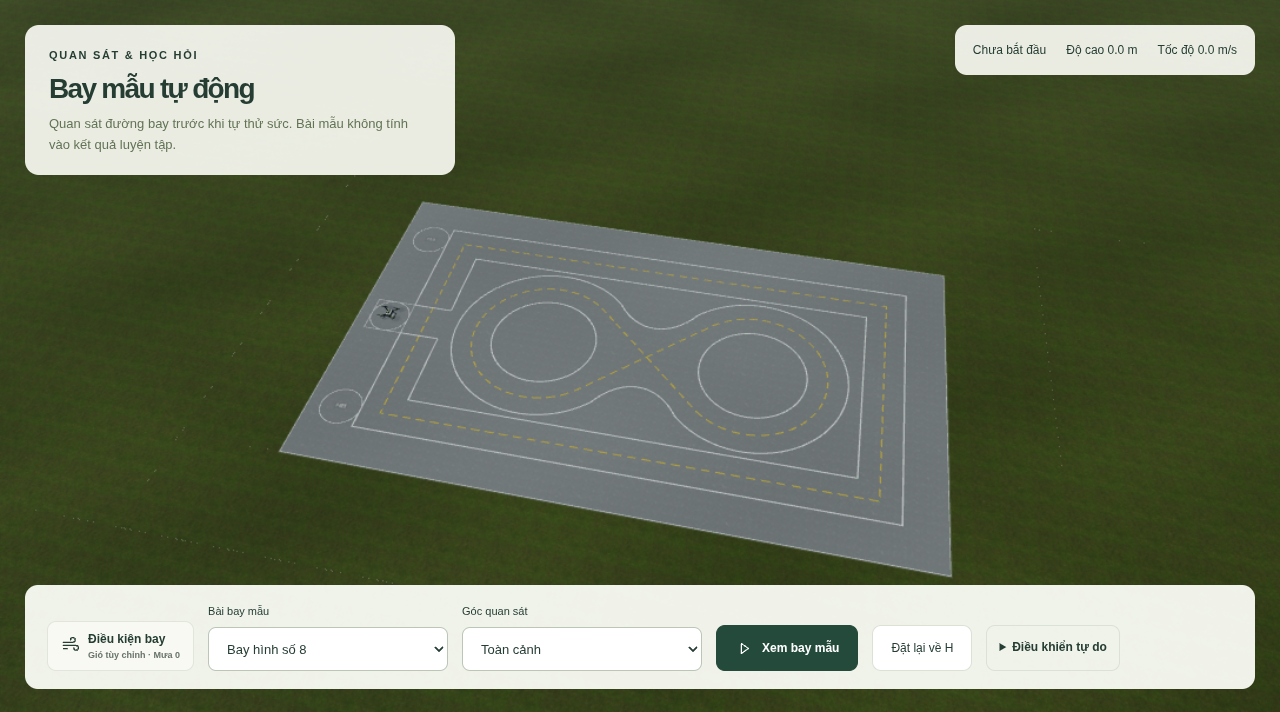 QUAN SÁT & HỌC HỎI
Bay mẫu tự động
Quan sát đường bay trước khi tự thử sức. Bài mẫu không tính
vào kết quả luyện tập.
Chưa bắt đầu Độ cao 0.0 m Tốc độ 0.0 m/s
Điều kiện bay
Gió tùy chỉnh · Mưa 0
Bài bay mẫu
Bay hình số 8
Góc quan sát
Toàn cảnh
Xem bay mẫu
Đặt lại về H
Điều khiển tự do